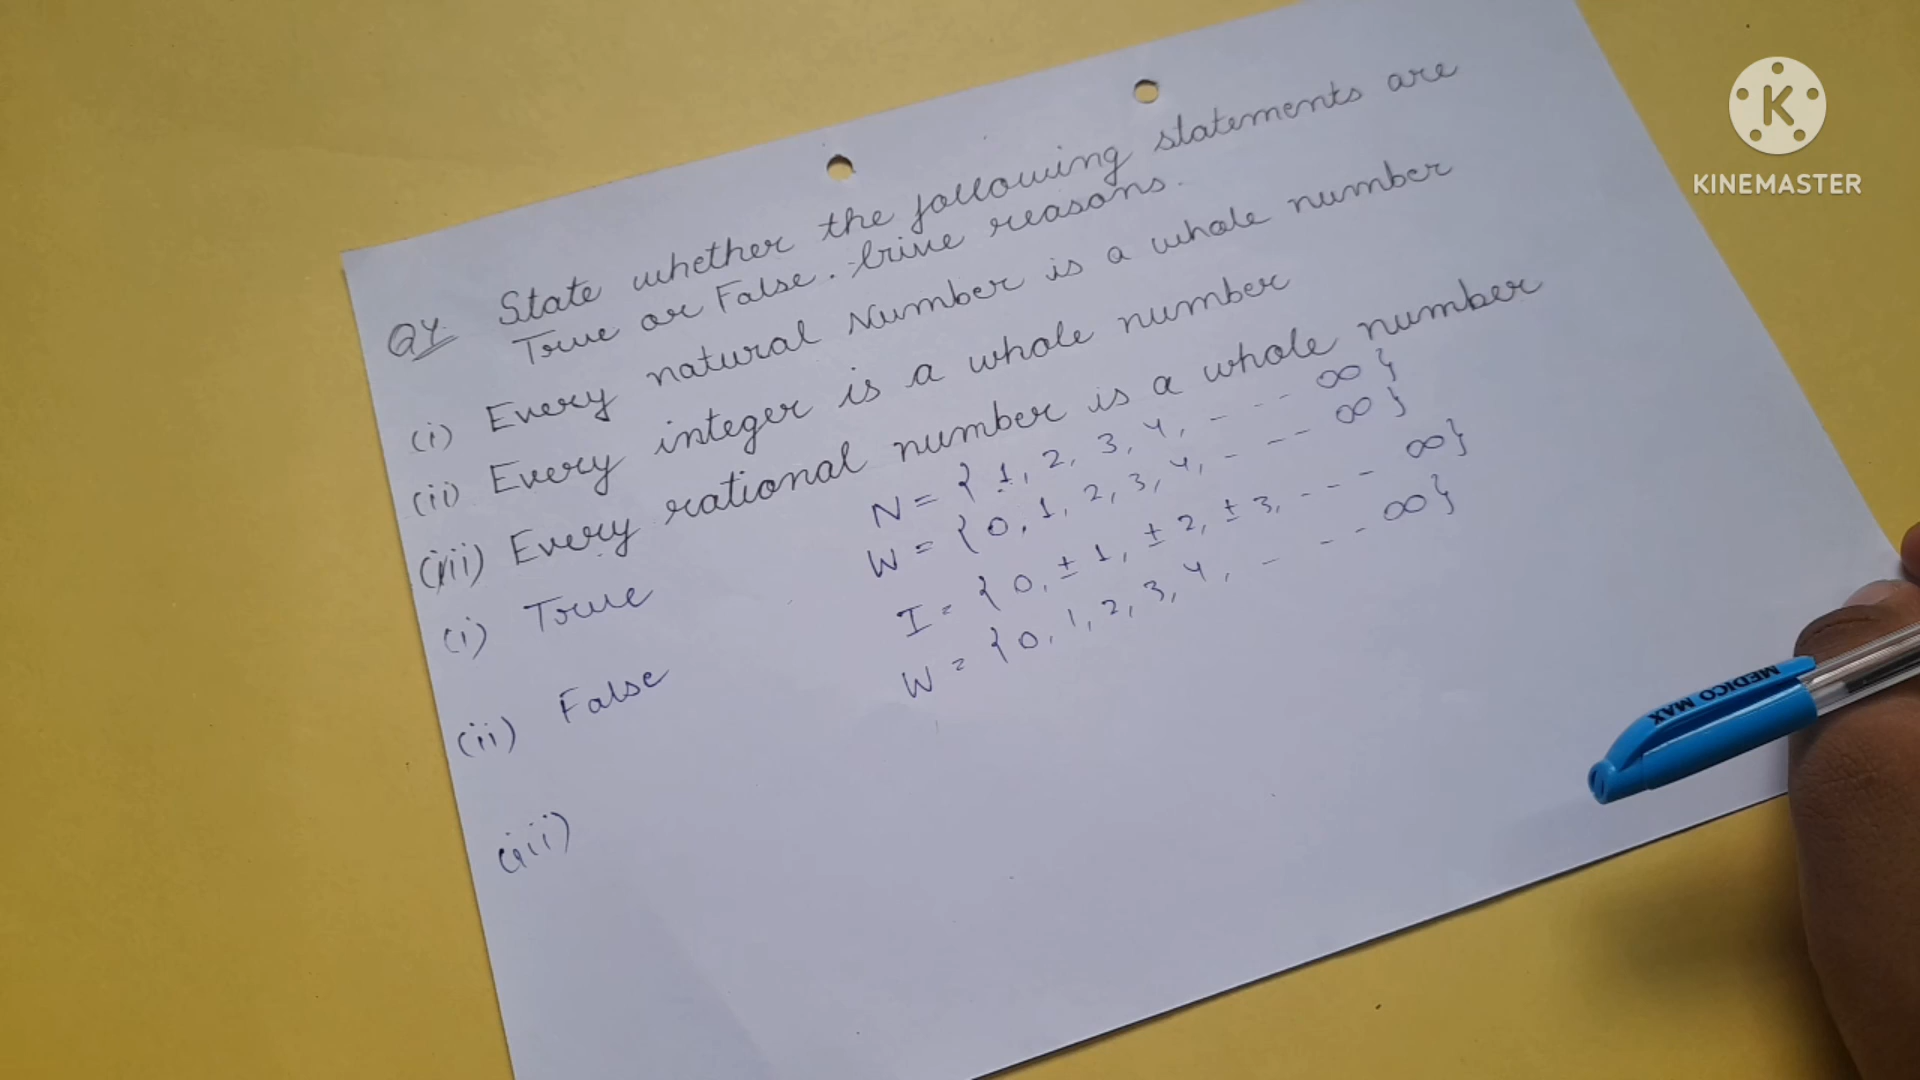 Q4. State whether the following statements are
True or False. Give reasons.
(i) Every natural Number is a whole number
(ii) Every integer is a whole number
(iii) Every rational number is a whole number
(i) True
N = { 1, 2, 3, 4, - - - ∞ }
W = { 0, 1, 2, 3, 4, - - - ∞ }
(ii) False
I = { 0, ± 1, ± 2, ± 3, - - - ∞ }
W = { 0, 1, 2, 3, 4, - - - ∞ }
(iii)
K
KINEMASTER
MEDICO MAX